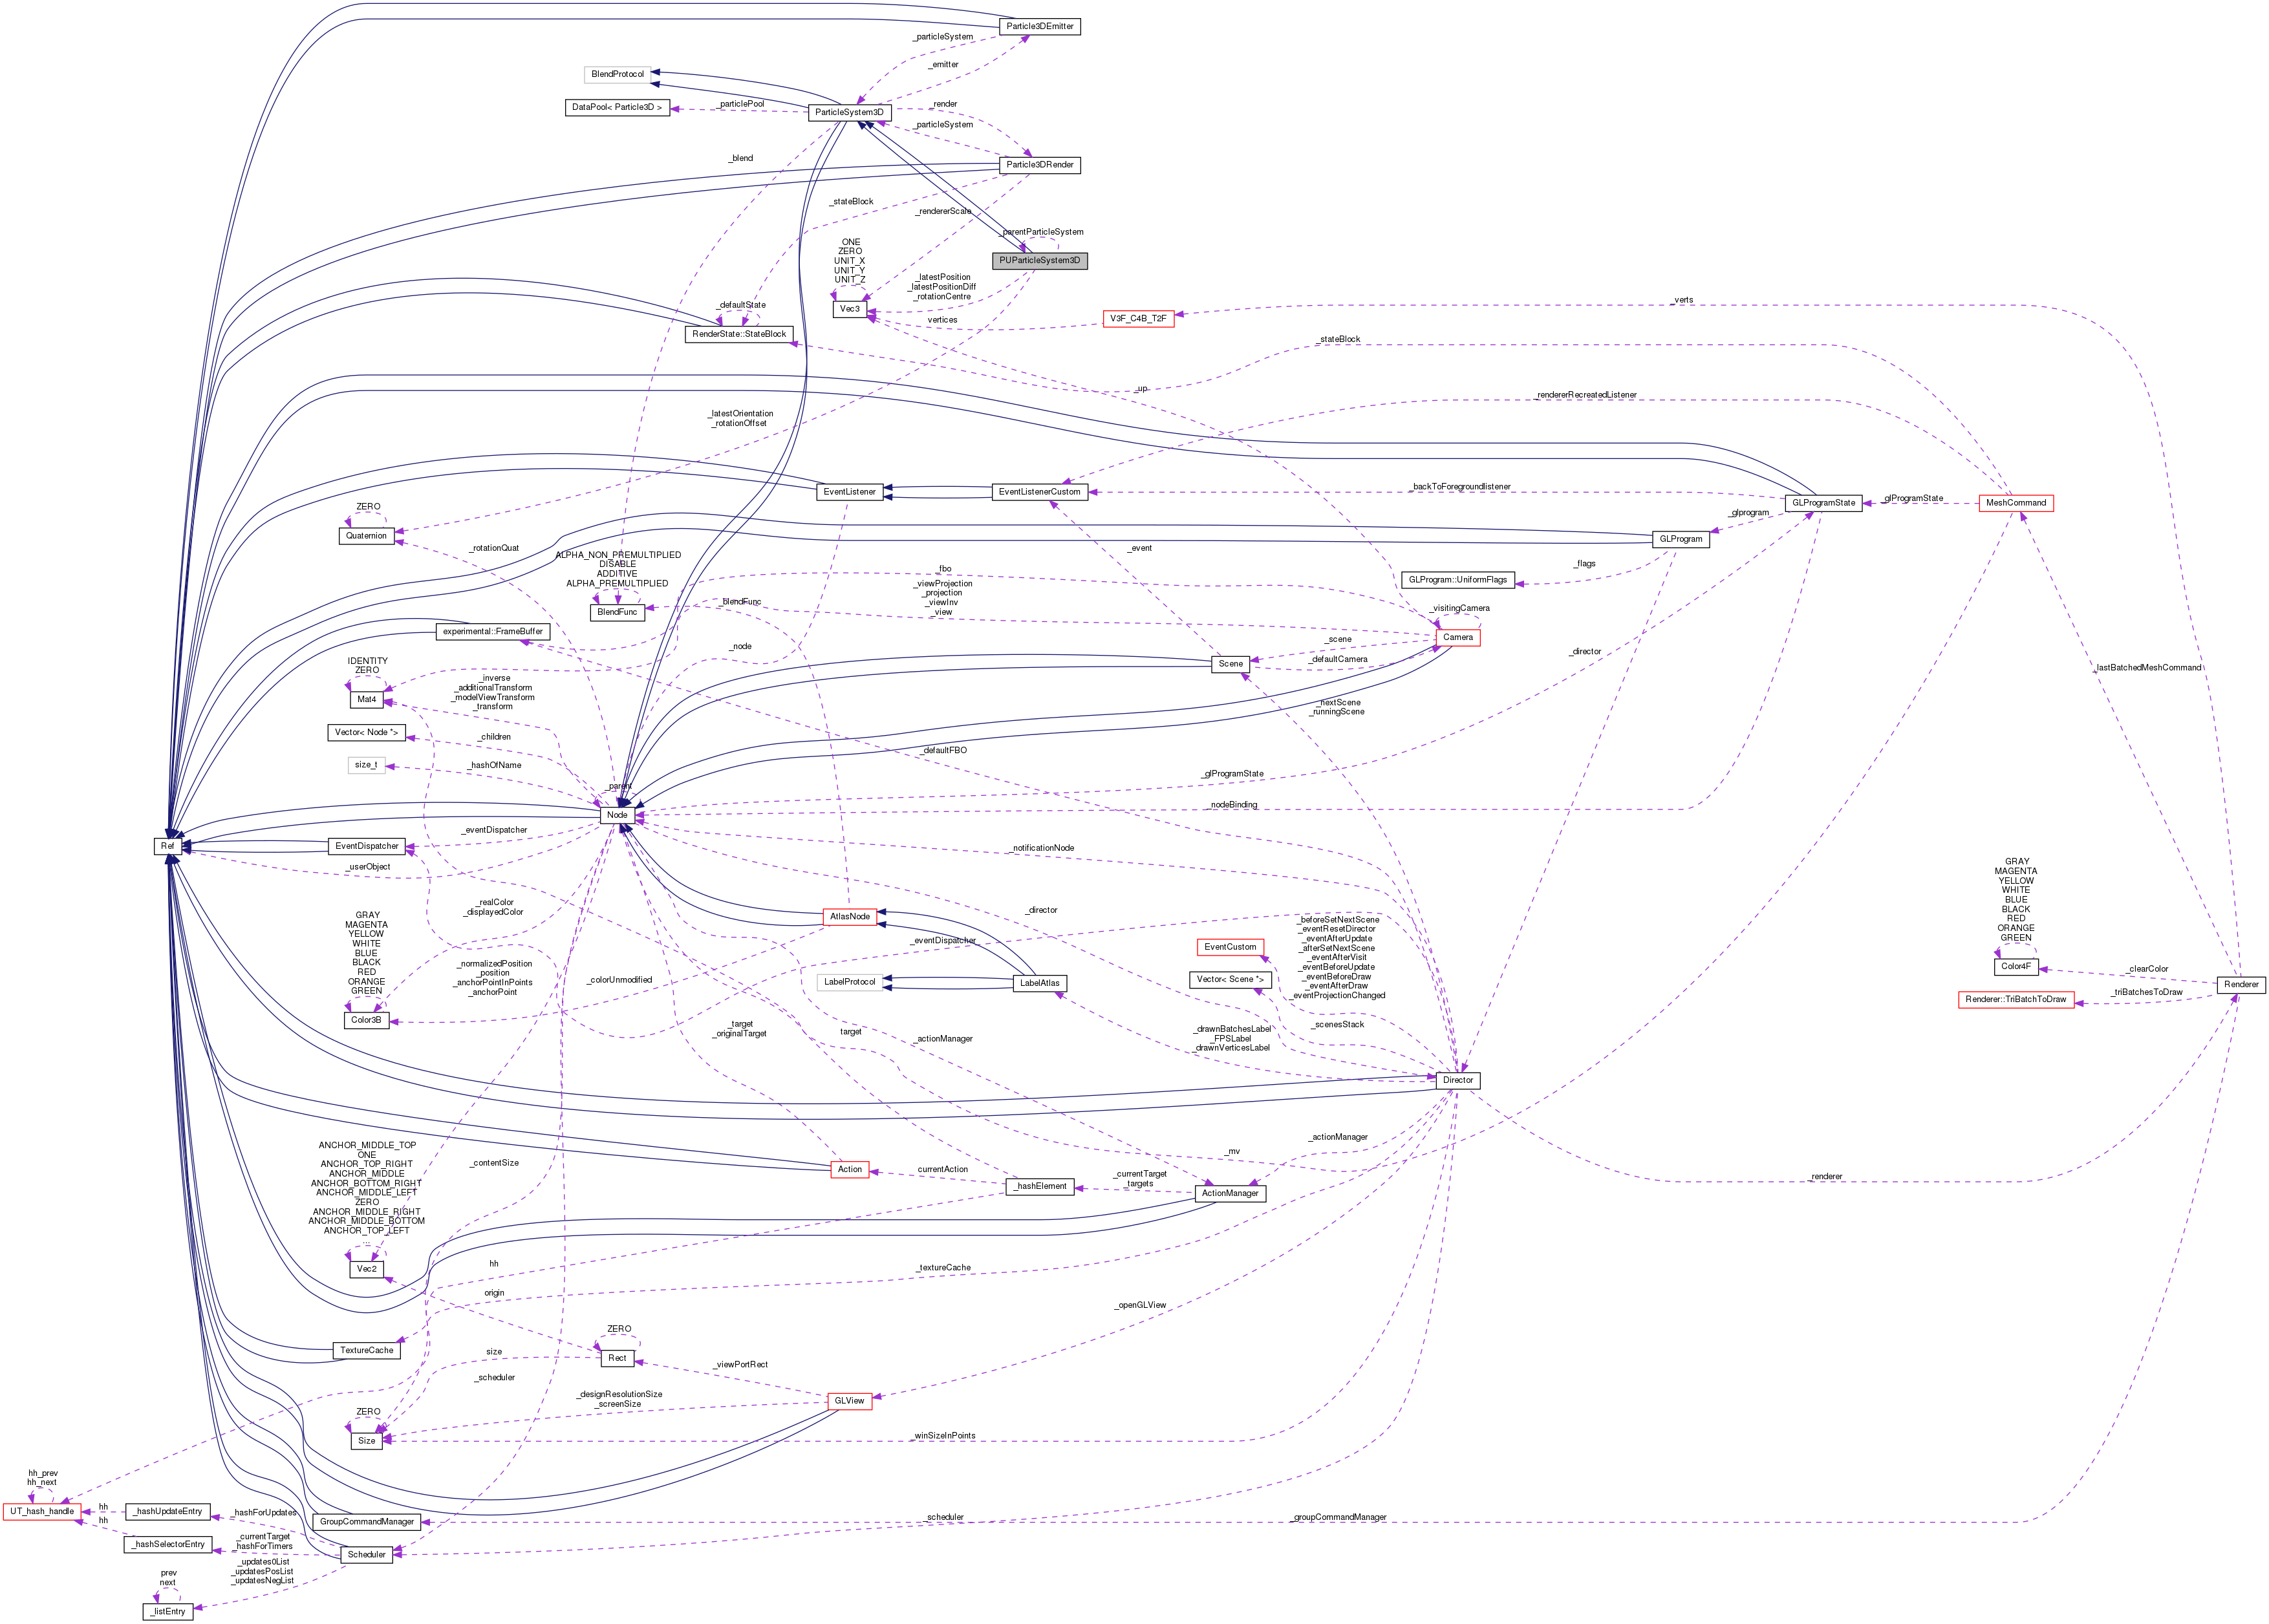 Particle3DEmitter
_particleSystem
_emitter
BlendProtocol
DataPool< Particle3D >
_particlePool
ParticleSystem3D
_render
_particleSystem
_blend
Particle3DRender
_stateBlock
_rendererScale
_parentParticleSystem
ONE
ZERO
UNIT_X
UNIT_Y
UNIT_Z
PUParticleSystem3D
_latestPosition
_latestPositionDiff
_rotationCentre
_verts
_defaultState
Vec3
vertices
V3F_C4B_T2F
RenderState::StateBlock
_stateBlock
_up
_rendererRecreatedListener
_latestOrientation
_rotationOffset
EventListener
EventListenerCustom
_backToForegroundlistener
GLProgramState
_glProgramState
MeshCommand
ZERO
_glprogram
Quaternion
GLProgram
_rotationQuat
_event
ALPHA_NON_PREMULTIPLIED
DISABLE
ADDITIVE
ALPHA_PREMULTIPLIED
_fbo
_flags
GLProgram::UniformFlags
_viewProjection
_projection
_viewInv
_view
_blendFunc
BlendFunc
_visitingCamera
experimental::FrameBuffer
Camera
_node
_scene
_director
IDENTITY
ZERO
Scene
_defaultCamera
_lastBatchedMeshCommand
_inverse
_additionalTransform
_modelViewTransform
_transform
Mat4
_nextScene
_runningScene
Vector< Node *>
_children
_defaultFBO
size_t
_hashOfName
_glProgramState
_parent
_nodeBinding
Node
_eventDispatcher
Ref
EventDispatcher
_notificationNode
_userObject
GRAY
MAGENTA
YELLOW
WHITE
BLUE
BLACK
RED
ORANGE
GREEN
_realColor
_displayedColor
_director
AtlasNode
GRAY
MAGENTA
YELLOW
WHITE
BLUE
BLACK
RED
ORANGE
GREEN
_eventDispatcher
_beforeSetNextScene
_eventResetDirector
_eventAfterUpdate
_afterSetNextScene
_eventAfterVisit
_eventBeforeUpdate
_eventBeforeDraw
_eventAfterDraw
_eventProjectionChanged
EventCustom
_normalizedPosition
_position
_anchorPointInPoints
_anchorPoint
_colorUnmodified
LabelProtocol
LabelAtlas
Vector< Scene *>
Color4F
_clearColor
Renderer
_triBatchesToDraw
Renderer::TriBatchToDraw
Color3B
_target
_originalTarget
target
_actionManager
_scenesStack
_drawnBatchesLabel
_FPSLabel
_drawnVerticesLabel
Director
ANCHOR_MIDDLE_TOP
ONE
ANCHOR_TOP_RIGHT
ANCHOR_MIDDLE
ANCHOR_BOTTOM_RIGHT
ANCHOR_MIDDLE_LEFT
ZERO
ANCHOR_MIDDLE_RIGHT
ANCHOR_MIDDLE_BOTTOM
ANCHOR_TOP_LEFT
...
_actionManager
_contentSize
_mv
Action
currentAction
_currentTarget
_targets
_renderer
_hashElement
ActionManager
Vec2
hh
_textureCache
origin
_openGLView
ZERO
TextureCache
size
Rect
_viewPortRect
_scheduler
_designResolutionSize
_screenSize
GLView
ZERO
Size
_winSizeInPoints
hh_prev
hh_next
UT_hash_handle
hh
_hashUpdateEntry
_hashForUpdates
hh
GroupCommandManager
_scheduler
_groupCommandManager
_hashSelectorEntry
_currentTarget
_hashForTimers
Scheduler
_updates0List
_updatesPosList
_updatesNegList
prev
next
_listEntry